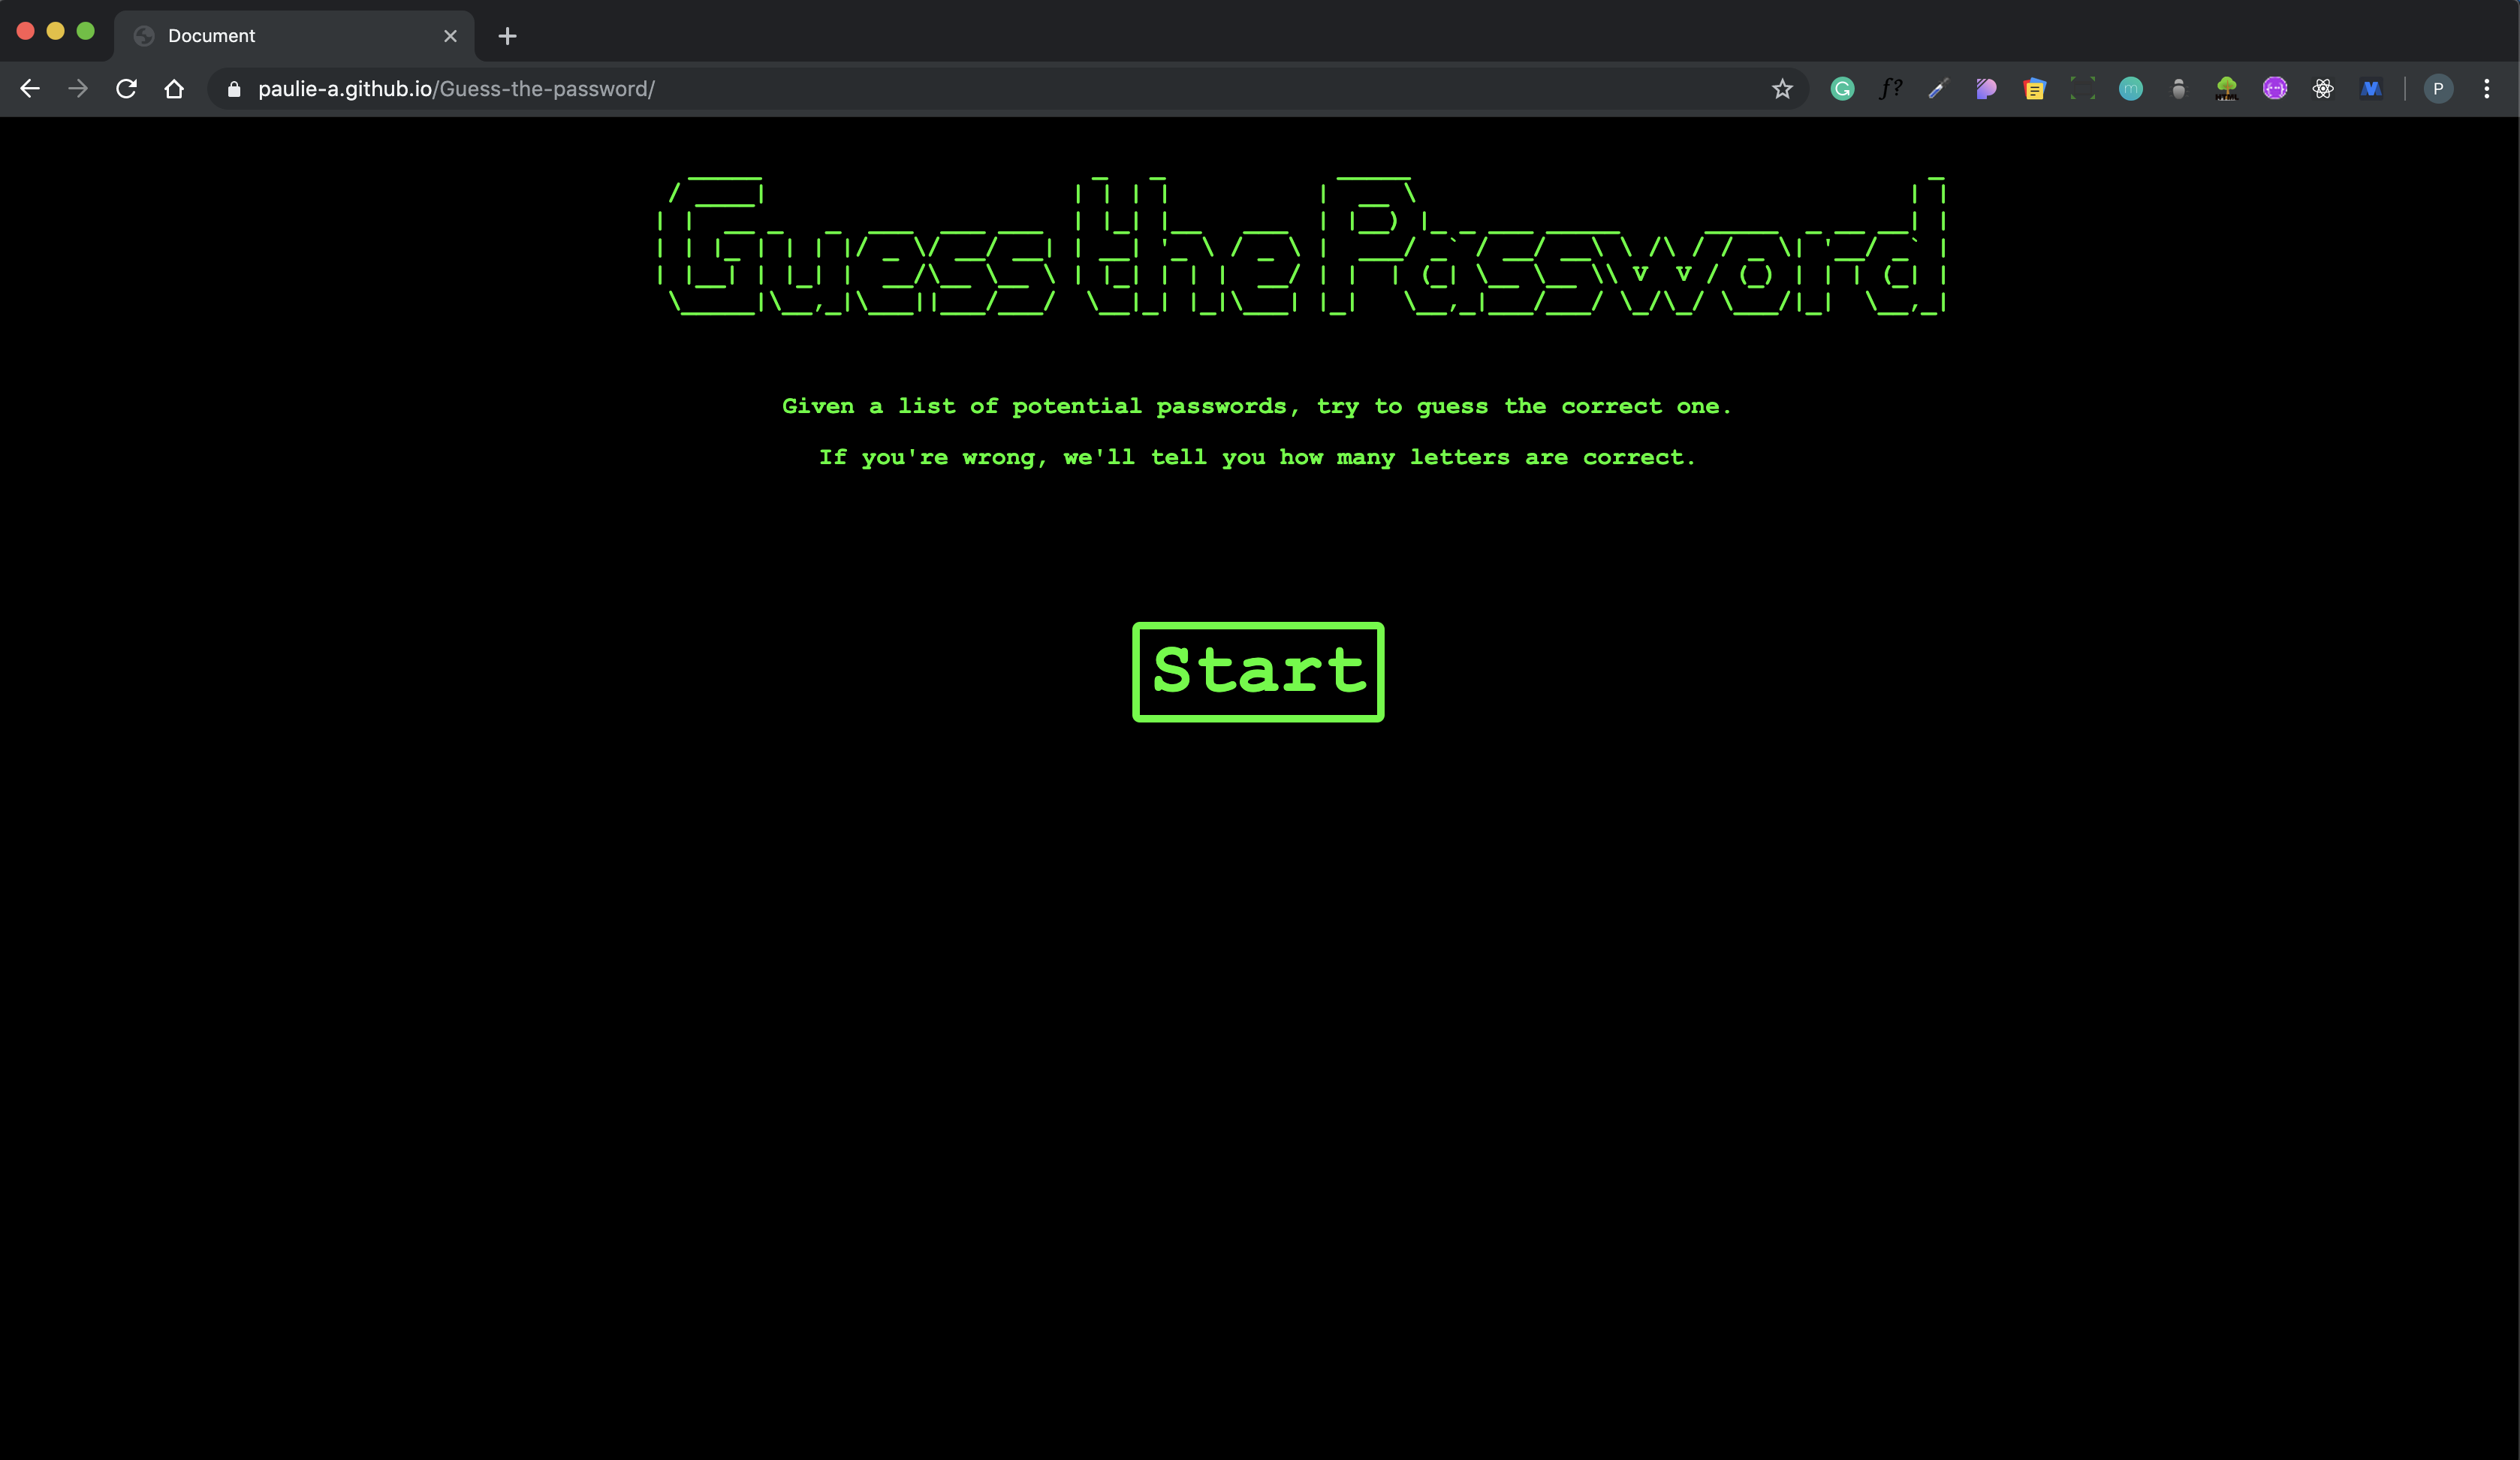 Document
paulie-a.github.io/Guess-the-password/
P
Guess the Password
Given a list of potential passwords, try to guess the correct one.
If you're wrong, we'll tell you how many letters are correct.
Start